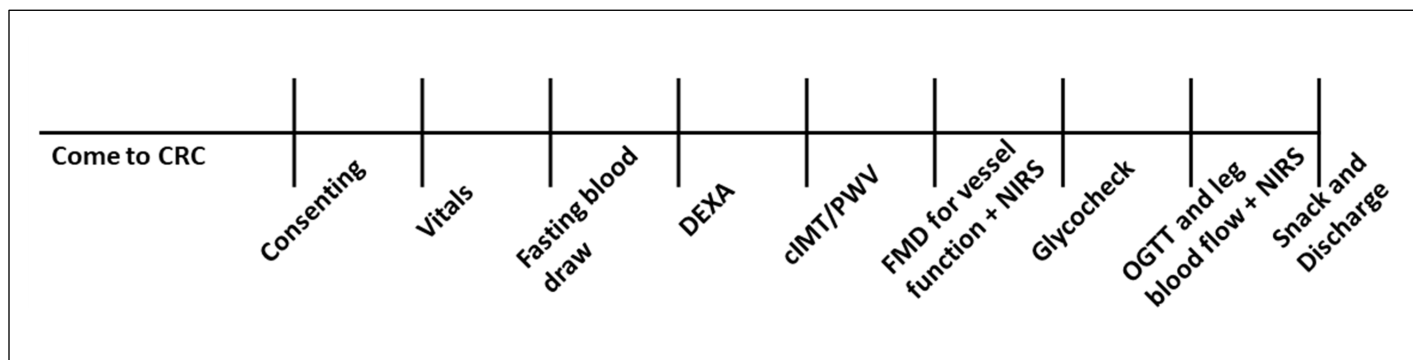 Come to CRC
Consenting
Vitals
Fasting blood
draw
DEXA
cIMT/PWV
FMD for vessel
function + NIRS
Glycocheck
OGTT and leg
blood flow + NIRS
Snack and
Discharge